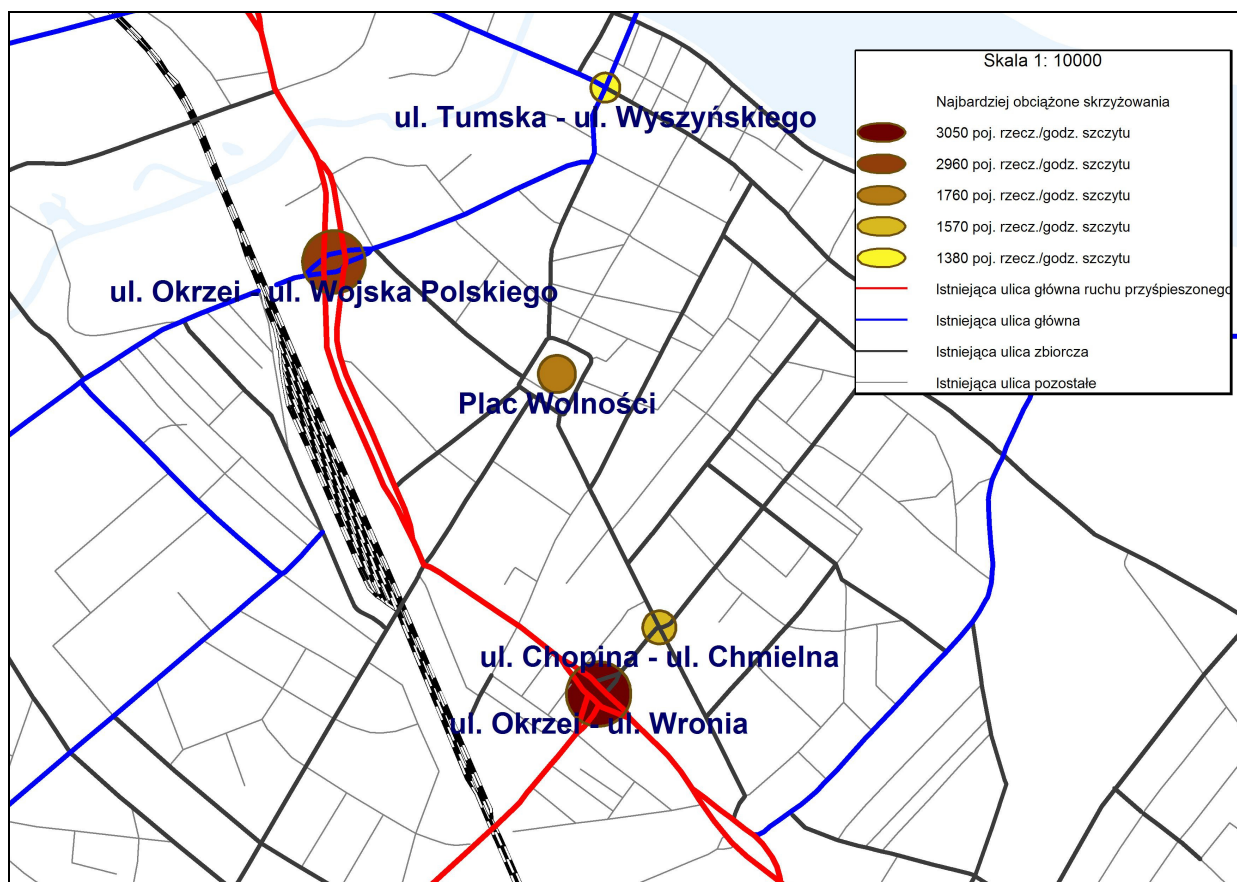 Skala 1: 10000
Najbardziej obciążone skrzyżowania
3050 poj. rzecz./godz. szczytu
2960 poj. rzecz./godz. szczytu
1760 poj. rzecz./godz. szczytu
1570 poj. rzecz./godz. szczytu
1380 poj. rzecz./godz. szczytu
Istniejąca ulica główna ruchu przyśpieszonego
Istniejąca ulica główna
Istniejąca ulica zbiorcza
Istniejąca ulica pozostałe
ul. Tumska - ul. Wyszyńskiego
ul. Okrzei - ul. Wojska Polskiego
Plac Wolności
ul. Chopina - ul. Chmielna
ul. Okrzei - ul. Wronia